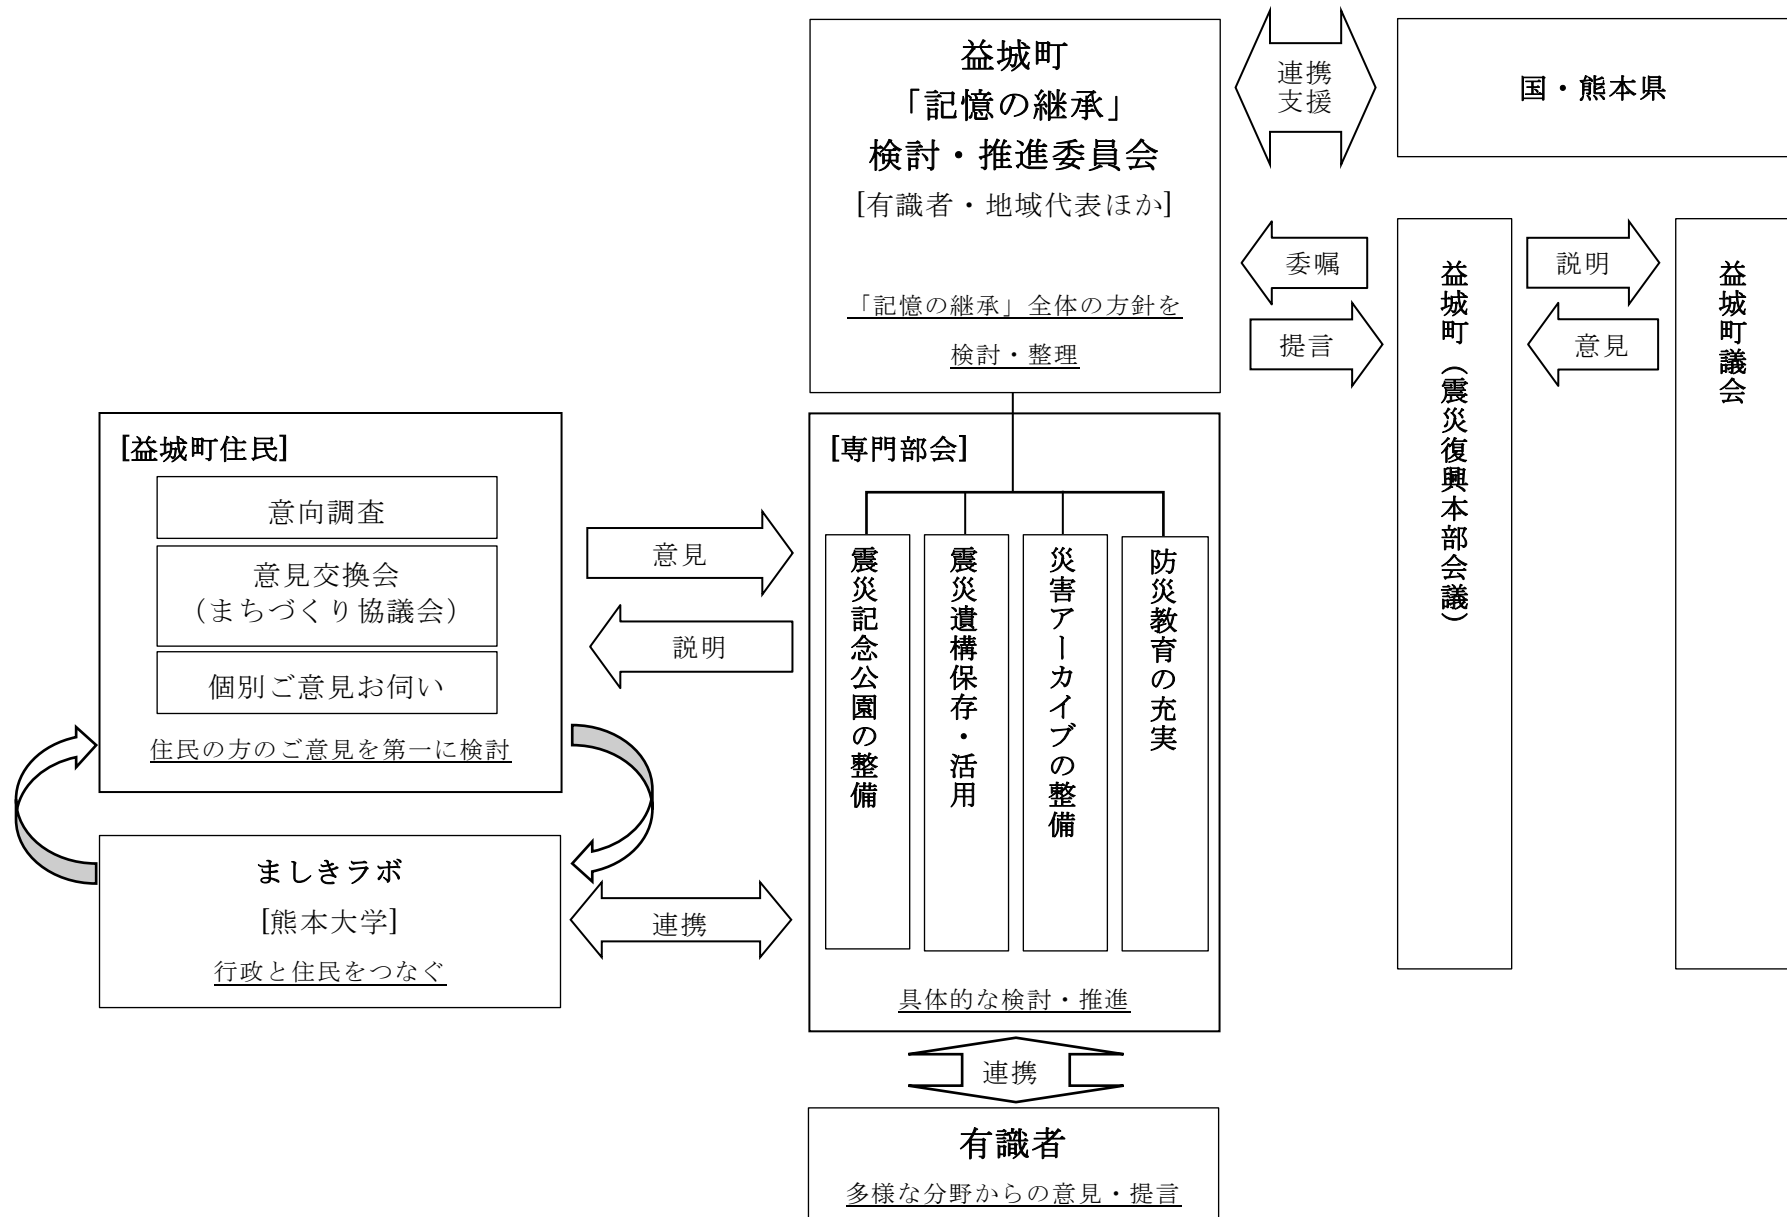 益城町
「記憶の継承」
検討・推進委員会
[有識者・地域代表ほか]
「記憶の継承」全体の方針を
検討・整理
連携
支援
国・熊本県
委嘱
提言
益城町（震災復興本部会議）
説明
意見
益城町議会
[益城町住民]
意向調査
意見交換会
（まちづくり協議会）
個別ご意見お伺い
住民の方のご意見を第一に検討
意見
説明
[専門部会]
震災記念公園の整備
震災遺構保存・活用
災害アーカイブの整備
防災教育の充実
具体的な検討・推進
ましきラボ
[熊本大学]
行政と住民をつなぐ
連携
連携
有識者
多様な分野からの意見・提言